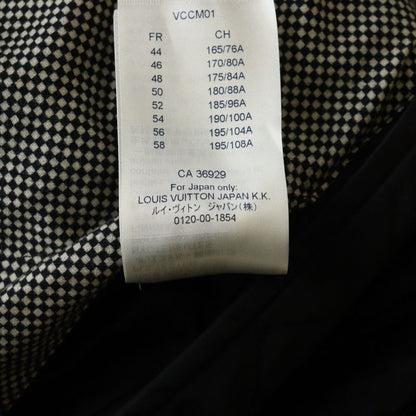 VCCM01
FR CH
44 165/76A
46 170/80A
48 175/84A
50 180/88A
52 185/96A
54 190/100A
56 195/104A
58 195/108A
CA 36929
For Japan only:
LOUIS VUITTON JAPAN K.K.
ルイ・ヴィトン ジャパン(株)
0120-00-1854